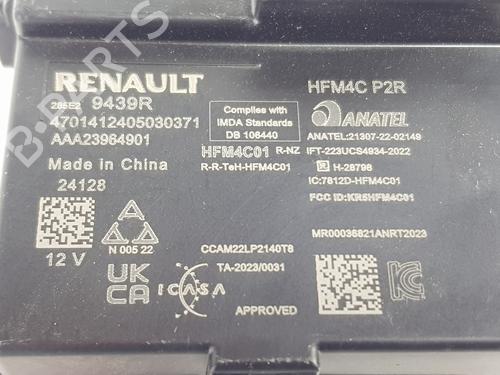 RENAULT
HFM4C P2R
285E2 9439R
Complies with
IMDA Standards
DB 106440
ANATEL
4701412405030371
ANATEL:21307-22-02149
AAA23964901
HFM4C01 R-NZ
IFT-223UCS4934-2022
Made in China
R-R-TeH-HFM4C01
H-28798
24128
IC:7812D-HFM4C01
FCC ID:KR5HFM4C01
N 005 22
MR00036821ANRT2023
12 V
CCAM22LP2140T8
UK
CA
ICASA
TA-2023/0031
APPROVED
B-PARTS